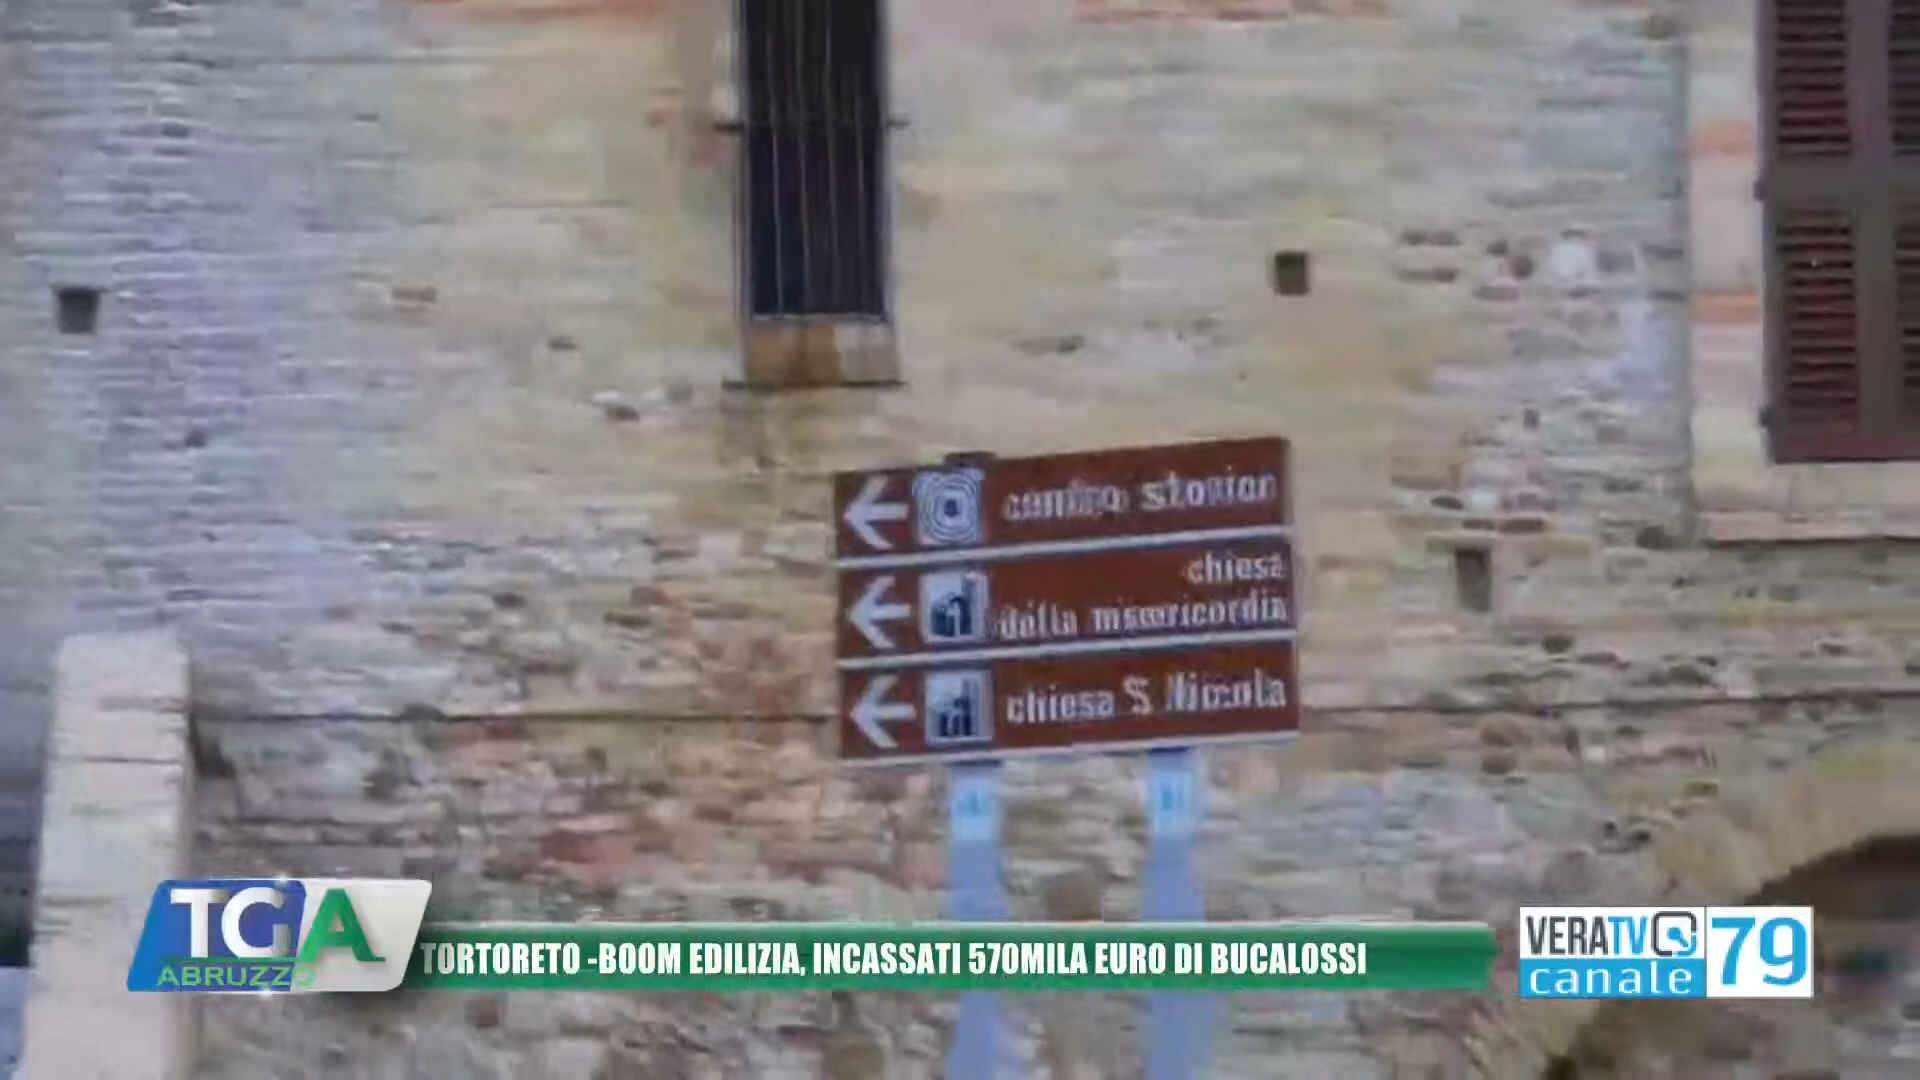 centro storico
chiesa
della misericordia
chiesa S Nicola
TGA
ABRUZZO
TORTORETO -BOOM EDILIZIA, INCASSATI 570MILA EURO DI BUCALOSSI
VERATV
canale
79